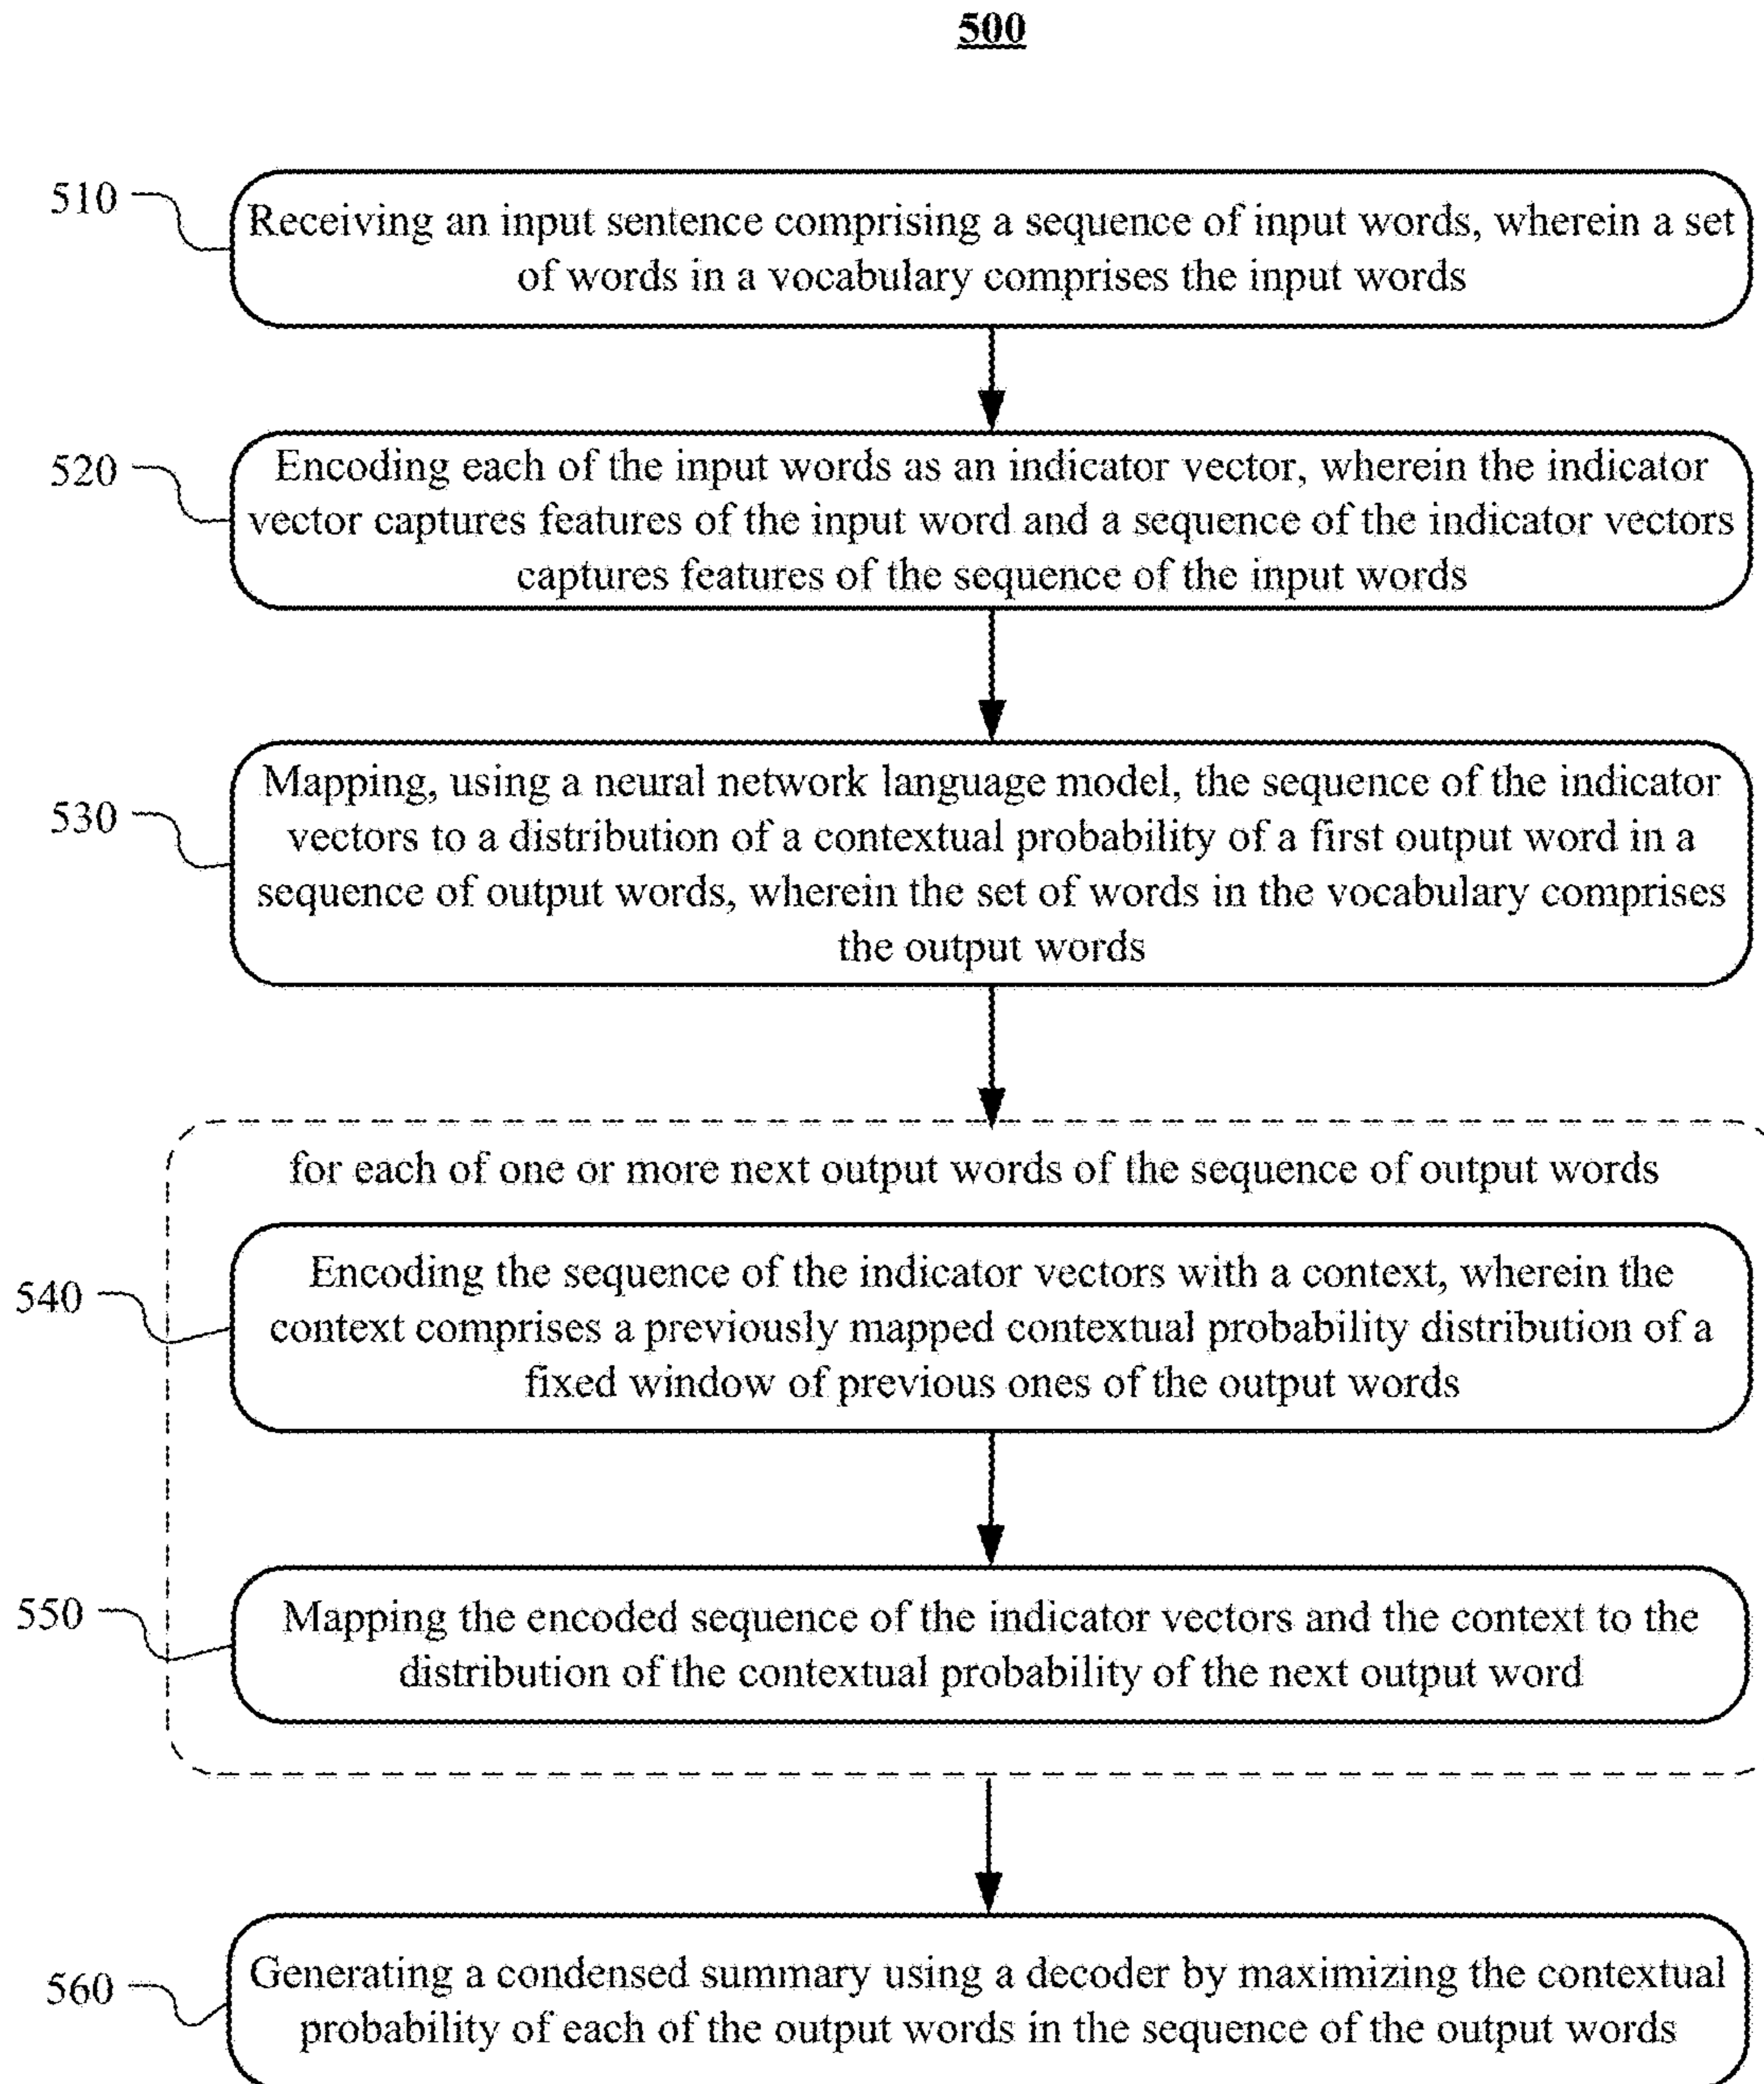 500
510
Receiving an input sentence comprising a sequence of input words, wherein a set
of words in a vocabulary comprises the input words
520
Encoding each of the input words as an indicator vector, wherein the indicator
vector captures features of the input word and a sequence of the indicator vectors
captures features of the sequence of the input words
530
Mapping, using a neural network language model, the sequence of the indicator
vectors to a distribution of a contextual probability of a first output word in a
sequence of output words, wherein the set of words in the vocabulary comprises
the output words
for each of one or more next output words of the sequence of output words
540
Encoding the sequence of the indicator vectors with a context, wherein the
context comprises a previously mapped contextual probability distribution of a
fixed window of previous ones of the output words
550
Mapping the encoded sequence of the indicator vectors and the context to the
distribution of the contextual probability of the next output word
560
Generating a condensed summary using a decoder by maximizing the contextual
probability of each of the output words in the sequence of the output words